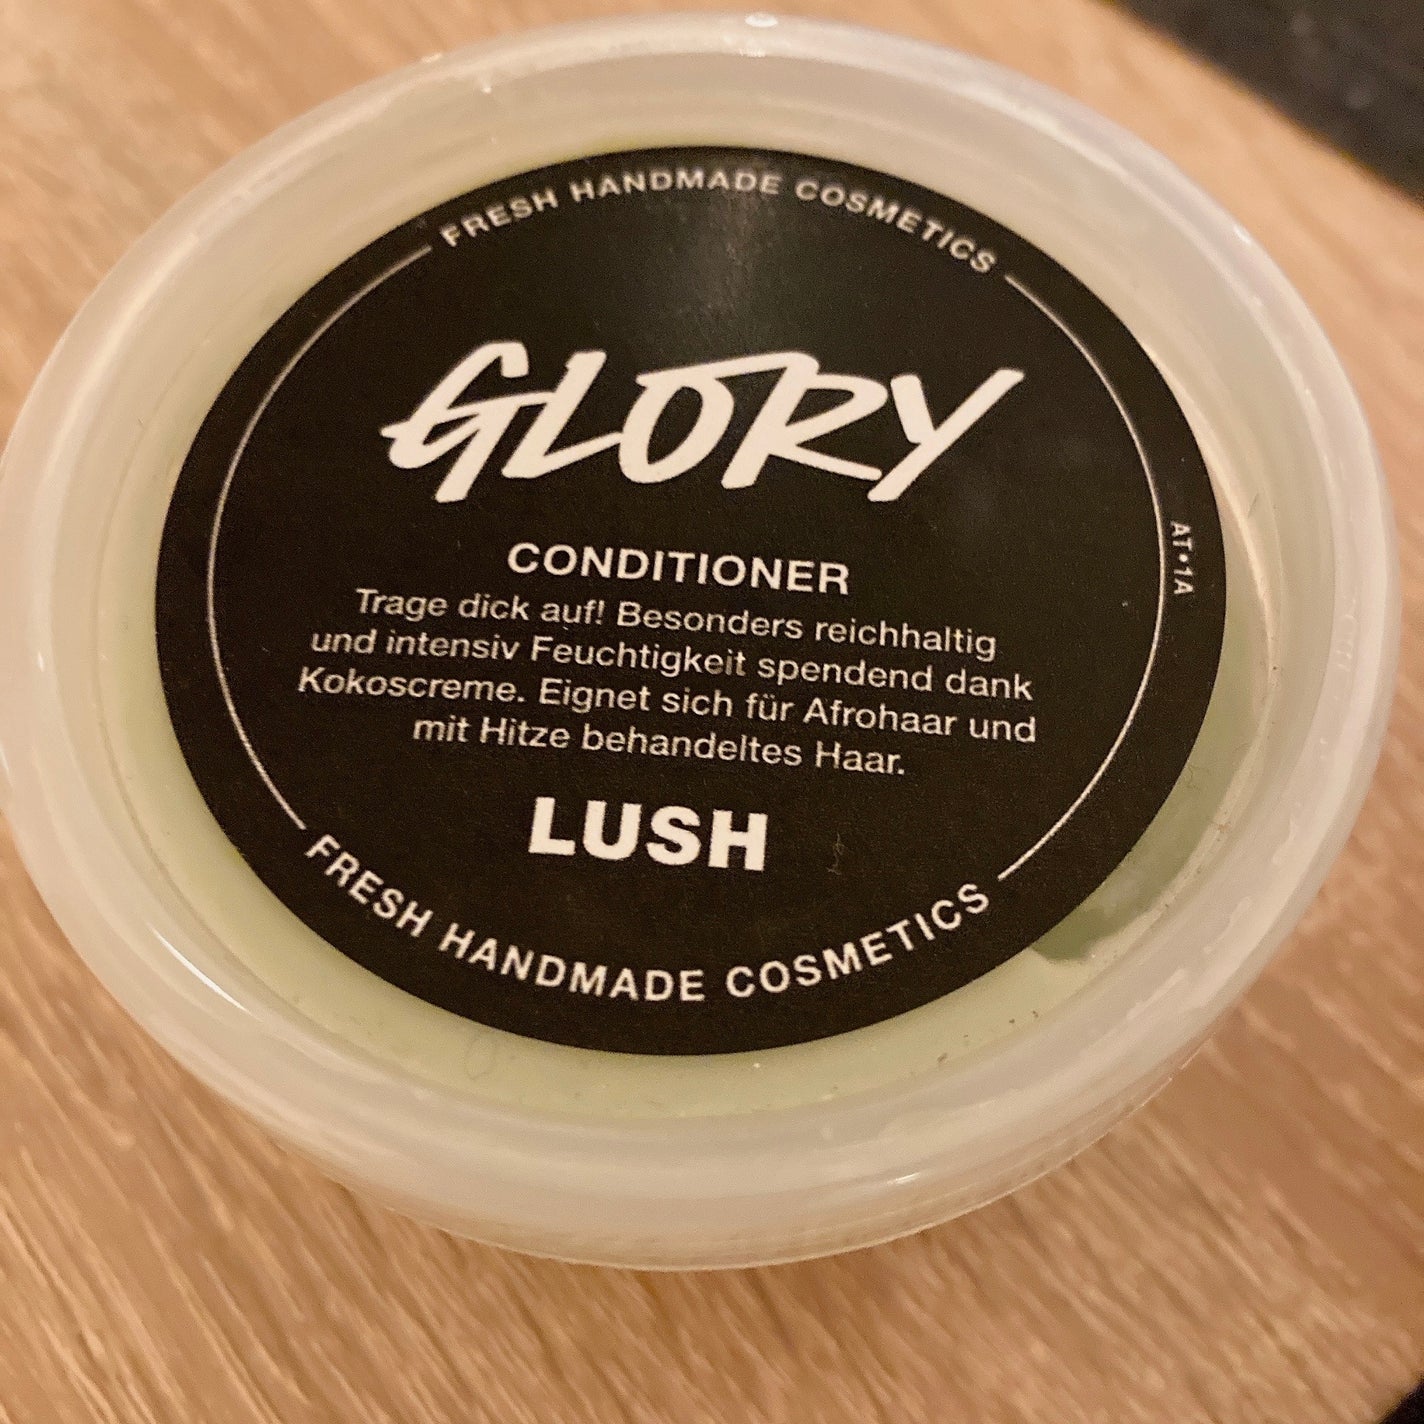 FRESH HANDMADE COSMETICS
GLORY
CONDITIONER
Trage dick auf! Besonders reichhaltig
und intensiv Feuchtigkeit spendend dank
Kokoscreme. Eignet sich für Afrohaar und
mit Hitze behandeltes Haar.
LUSH
FRESH HANDMADE COSMETICS
AT•1A